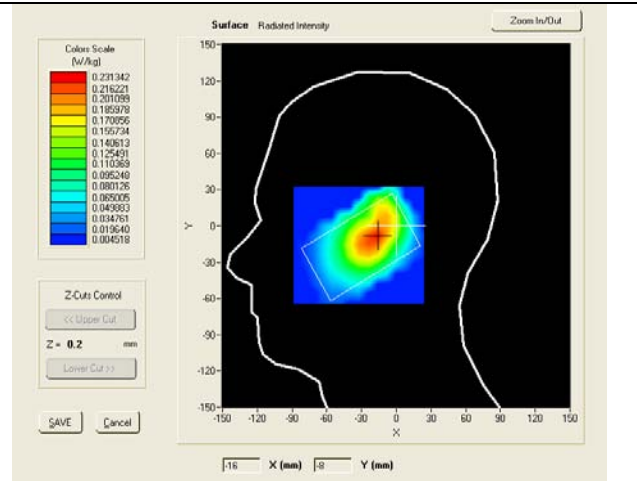 Surface Radiated Intensity
Zoom In/Out
Colors Scale
(W/kg)
0.231342
0.216221
0.201099
0.185978
0.170856
0.155734
0.140613
0.125491
0.110369
0.095248
0.080126
0.065005
0.049883
0.034761
0.019640
0.004518
Z-Cuts Control
<< Upper Cut
Z = 0.2 mm
Lower Cut >>
SAVE Cancel
150
120
90
60
30
0
-30
-60
-90
-120
-150
Y
-150 -120 -90 -60 -30 0 30 60 90 120 150
X
-16 X (mm) -8 Y (mm)